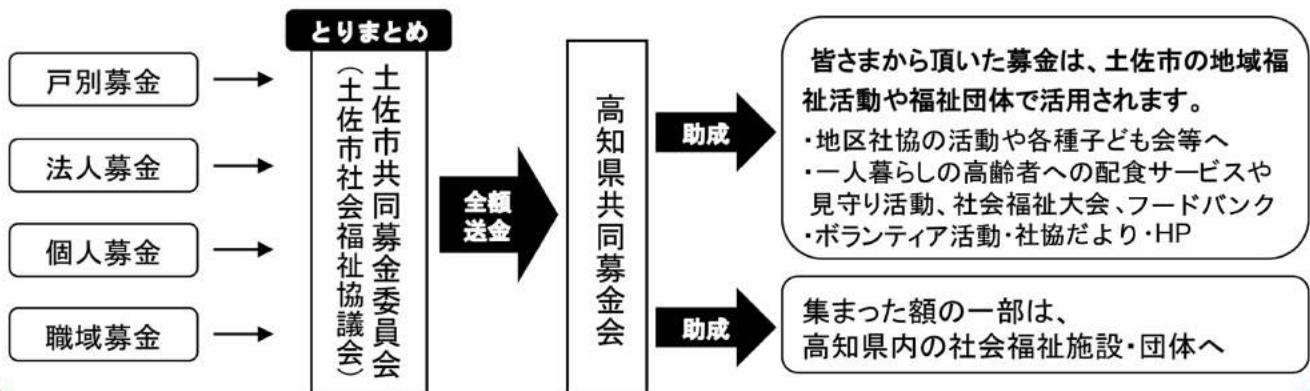 戸別募金
法人募金
個人募金
職域募金
とりまとめ
土佐市共同募金委員会
（土佐市社会福祉協議会）
全額
送金
高知県共同募金会
助成
皆さまから頂いた募金は、土佐市の地域福
祉活動や福祉団体で活用されます。
・地区社協の活動や各種子ども会等へ
・一人暮らしの高齢者への配食サービスや
見守り活動、社会福祉大会、フードバンク
・ボランティア活動・社協だより・HP
助成
集まった額の一部は、
高知県内の社会福祉施設・団体へ